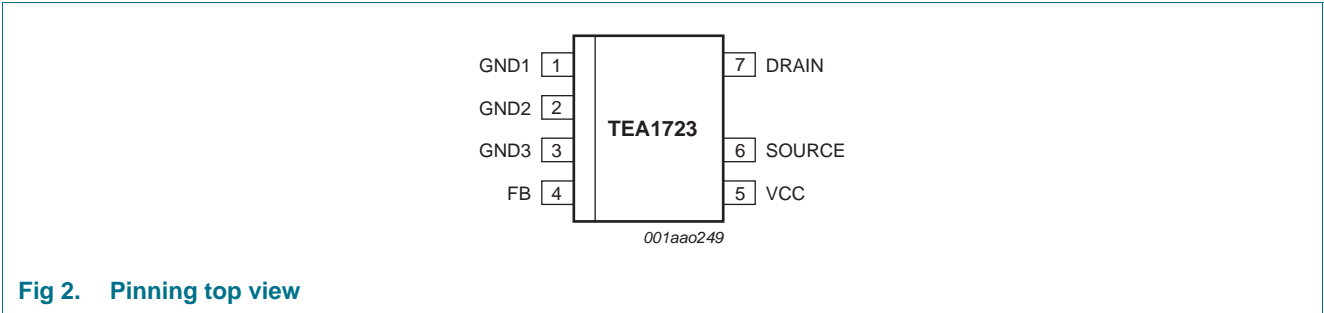 GND1 1 7 DRAIN
GND2 2
TEA1723
GND3 3 6 SOURCE
FB 4 5 VCC
001aao249
Fig 2. Pinning top view